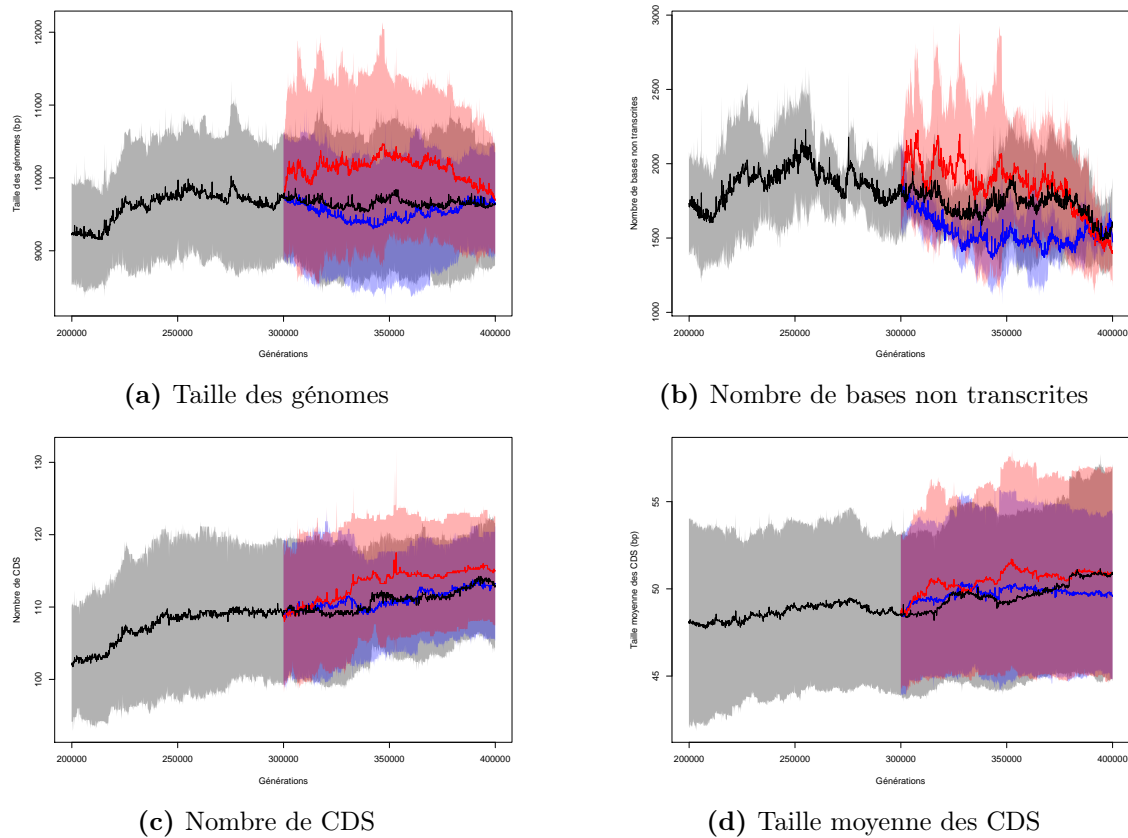 Taille des génomes (bp)
12000
11000
10000
9000
200000 250000 300000 350000 400000
Générations
(a) Taille des génomes
Nombre de bases non transcrites
3000
2500
2000
1500
1000
200000 250000 300000 350000 400000
Générations
(b) Nombre de bases non transcrites
Nombre de CDS
130
120
110
100
200000 250000 300000 350000 400000
Générations
(c) Nombre de CDS
Taille moyenne des CDS (bp)
55
50
45
200000 250000 300000 350000 400000
Générations
(d) Taille moyenne des CDS